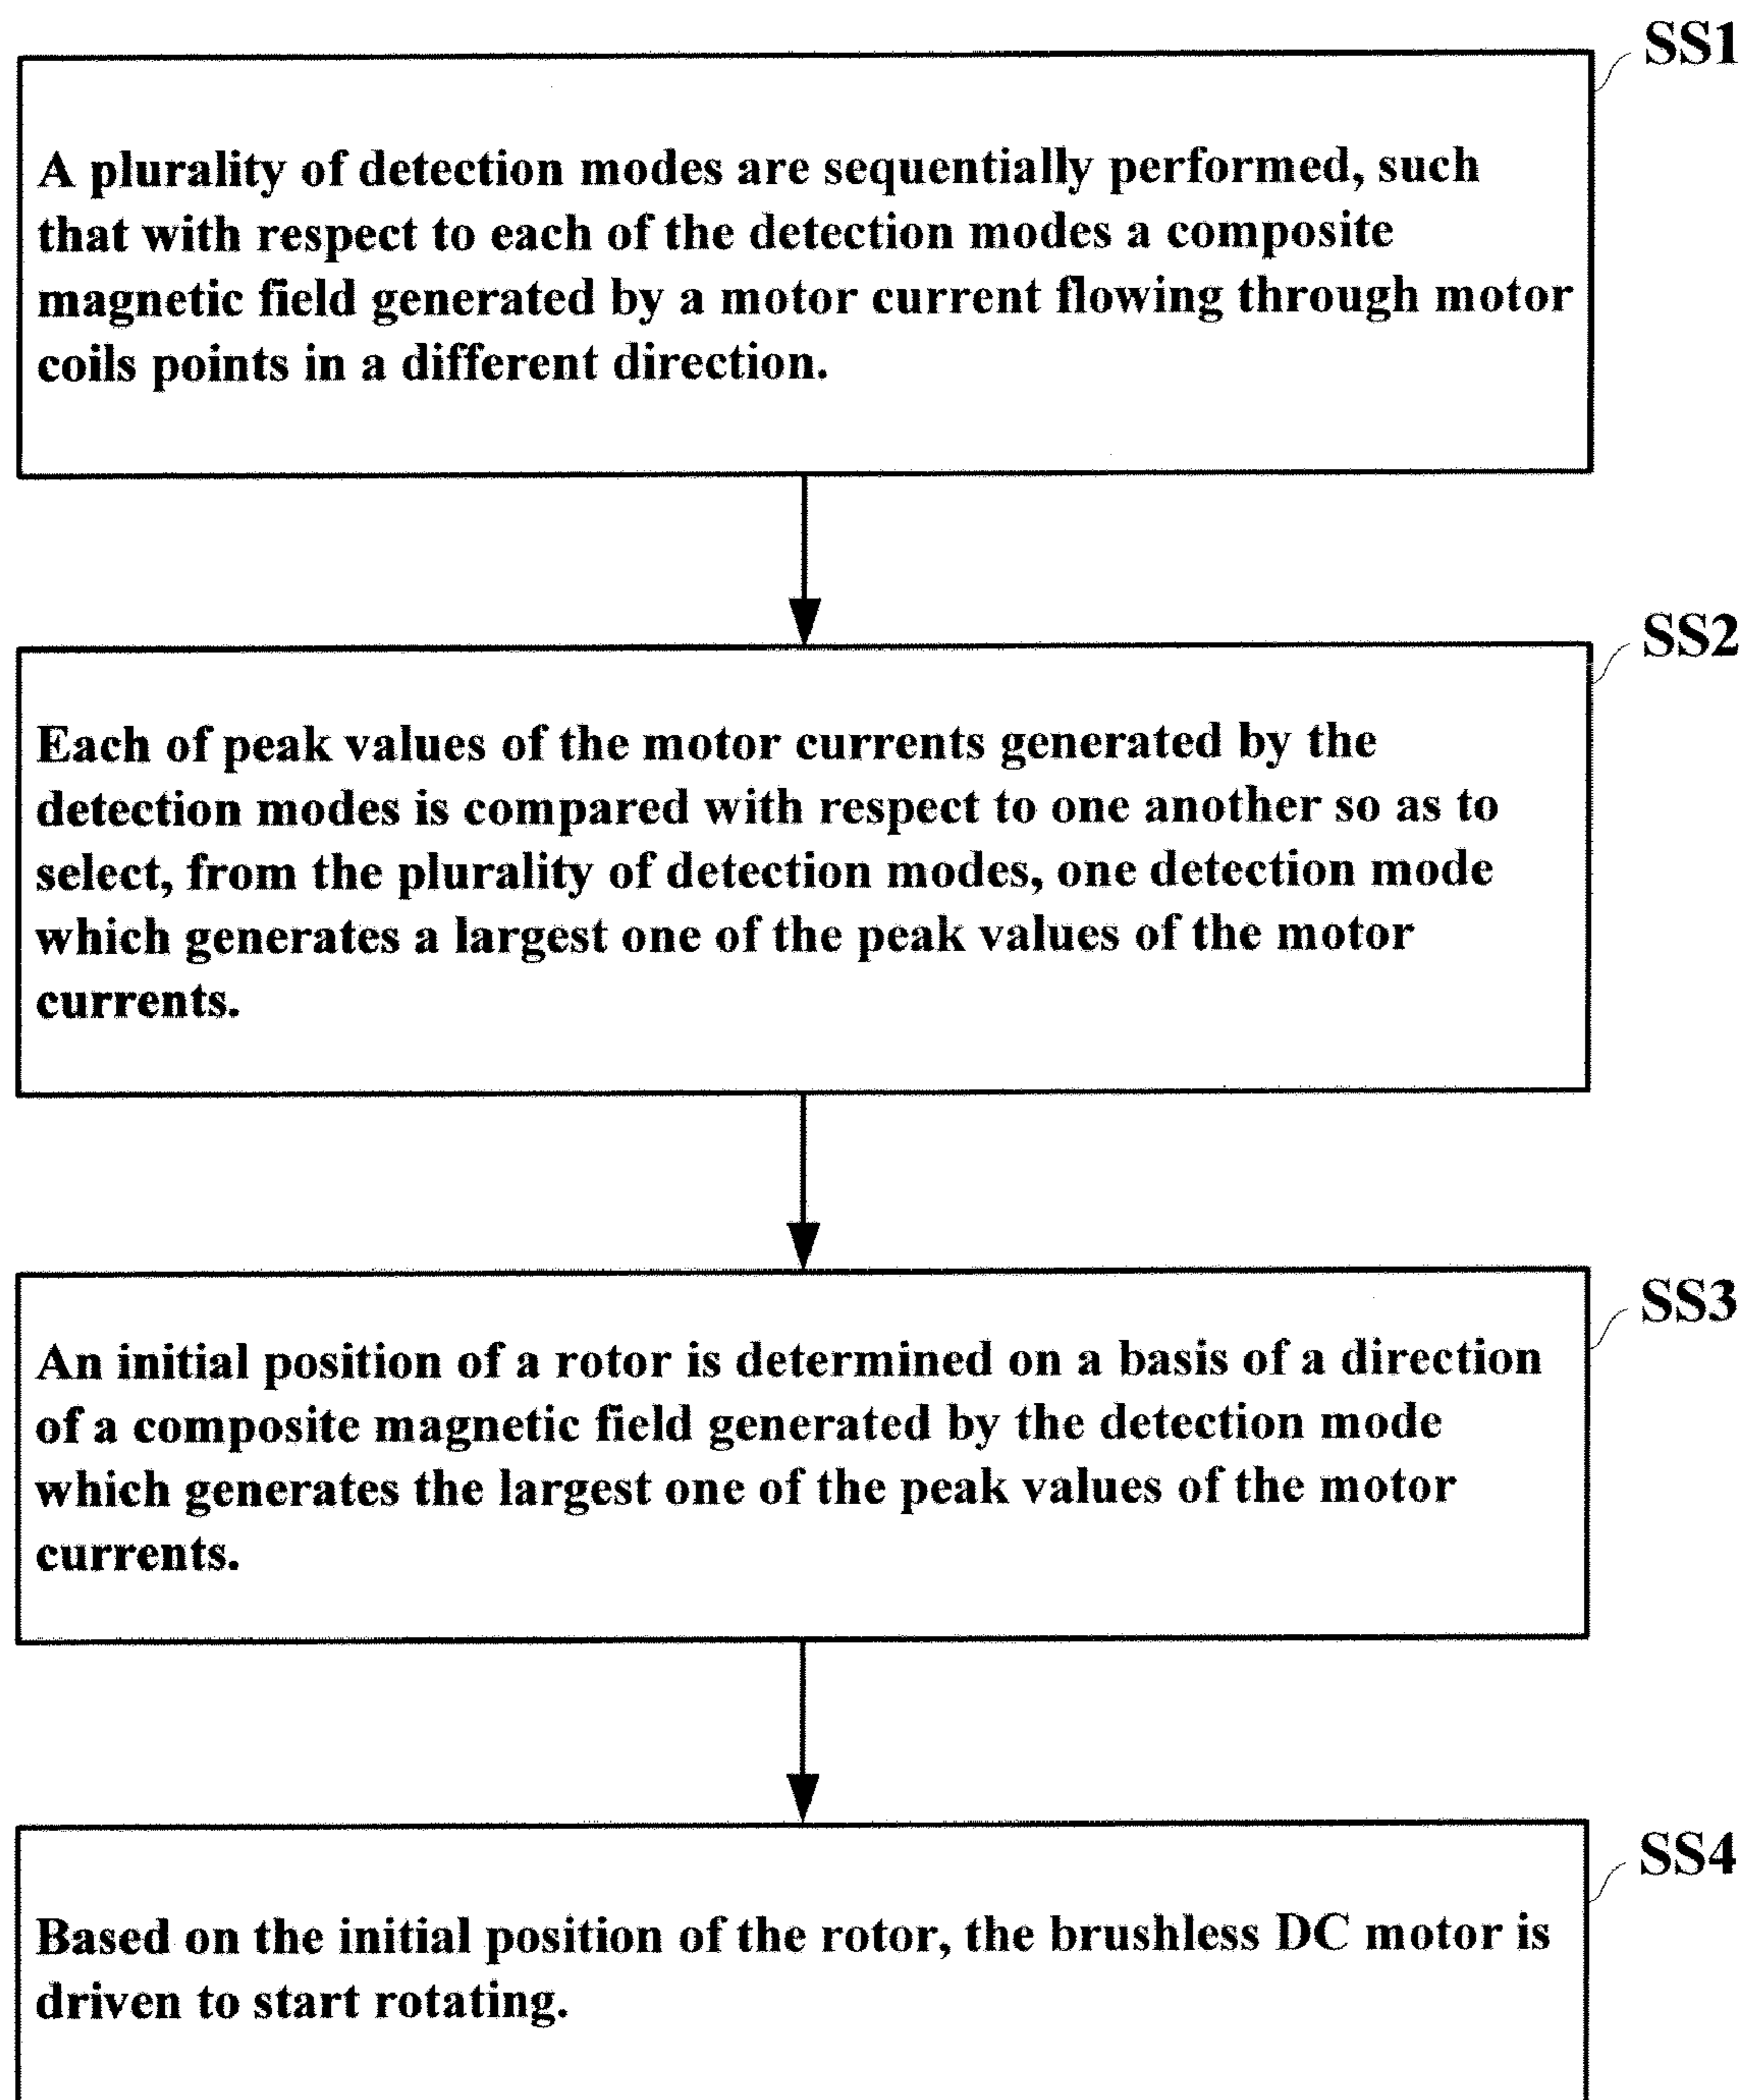 SS1
A plurality of detection modes are sequentially performed, such
that with respect to each of the detection modes a composite
magnetic field generated by a motor current flowing through motor
coils points in a different direction.
SS2
Each of peak values of the motor currents generated by the
detection modes is compared with respect to one another so as to
select, from the plurality of detection modes, one detection mode
which generates a largest one of the peak values of the motor
currents.
SS3
An initial position of a rotor is determined on a basis of a direction
of a composite magnetic field generated by the detection mode
which generates the largest one of the peak values of the motor
currents.
SS4
Based on the initial position of the rotor, the brushless DC motor is
driven to start rotating.